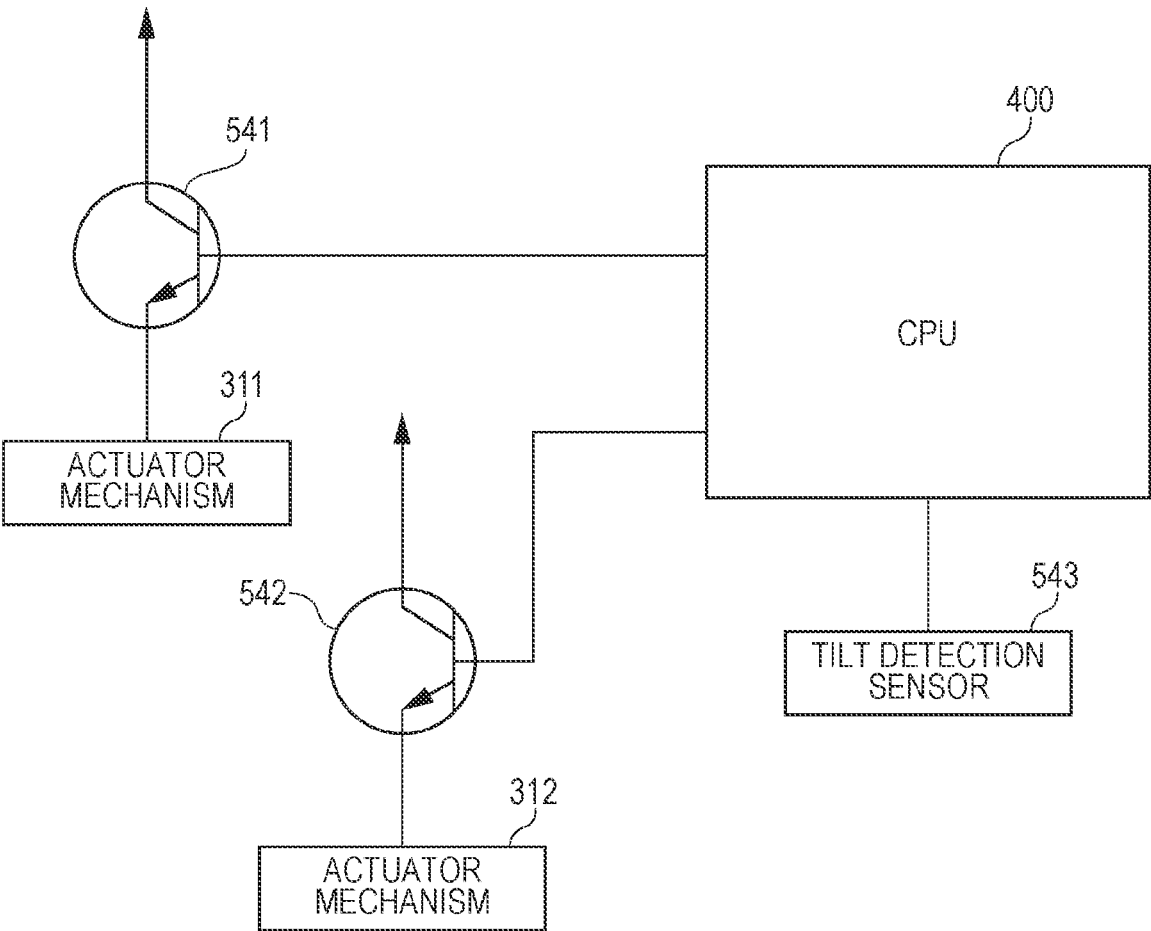 400
541
CPU
311
ACTUATOR
MECHANISM
542
543
TILT DETECTION
SENSOR
312
ACTUATOR
MECHANISM